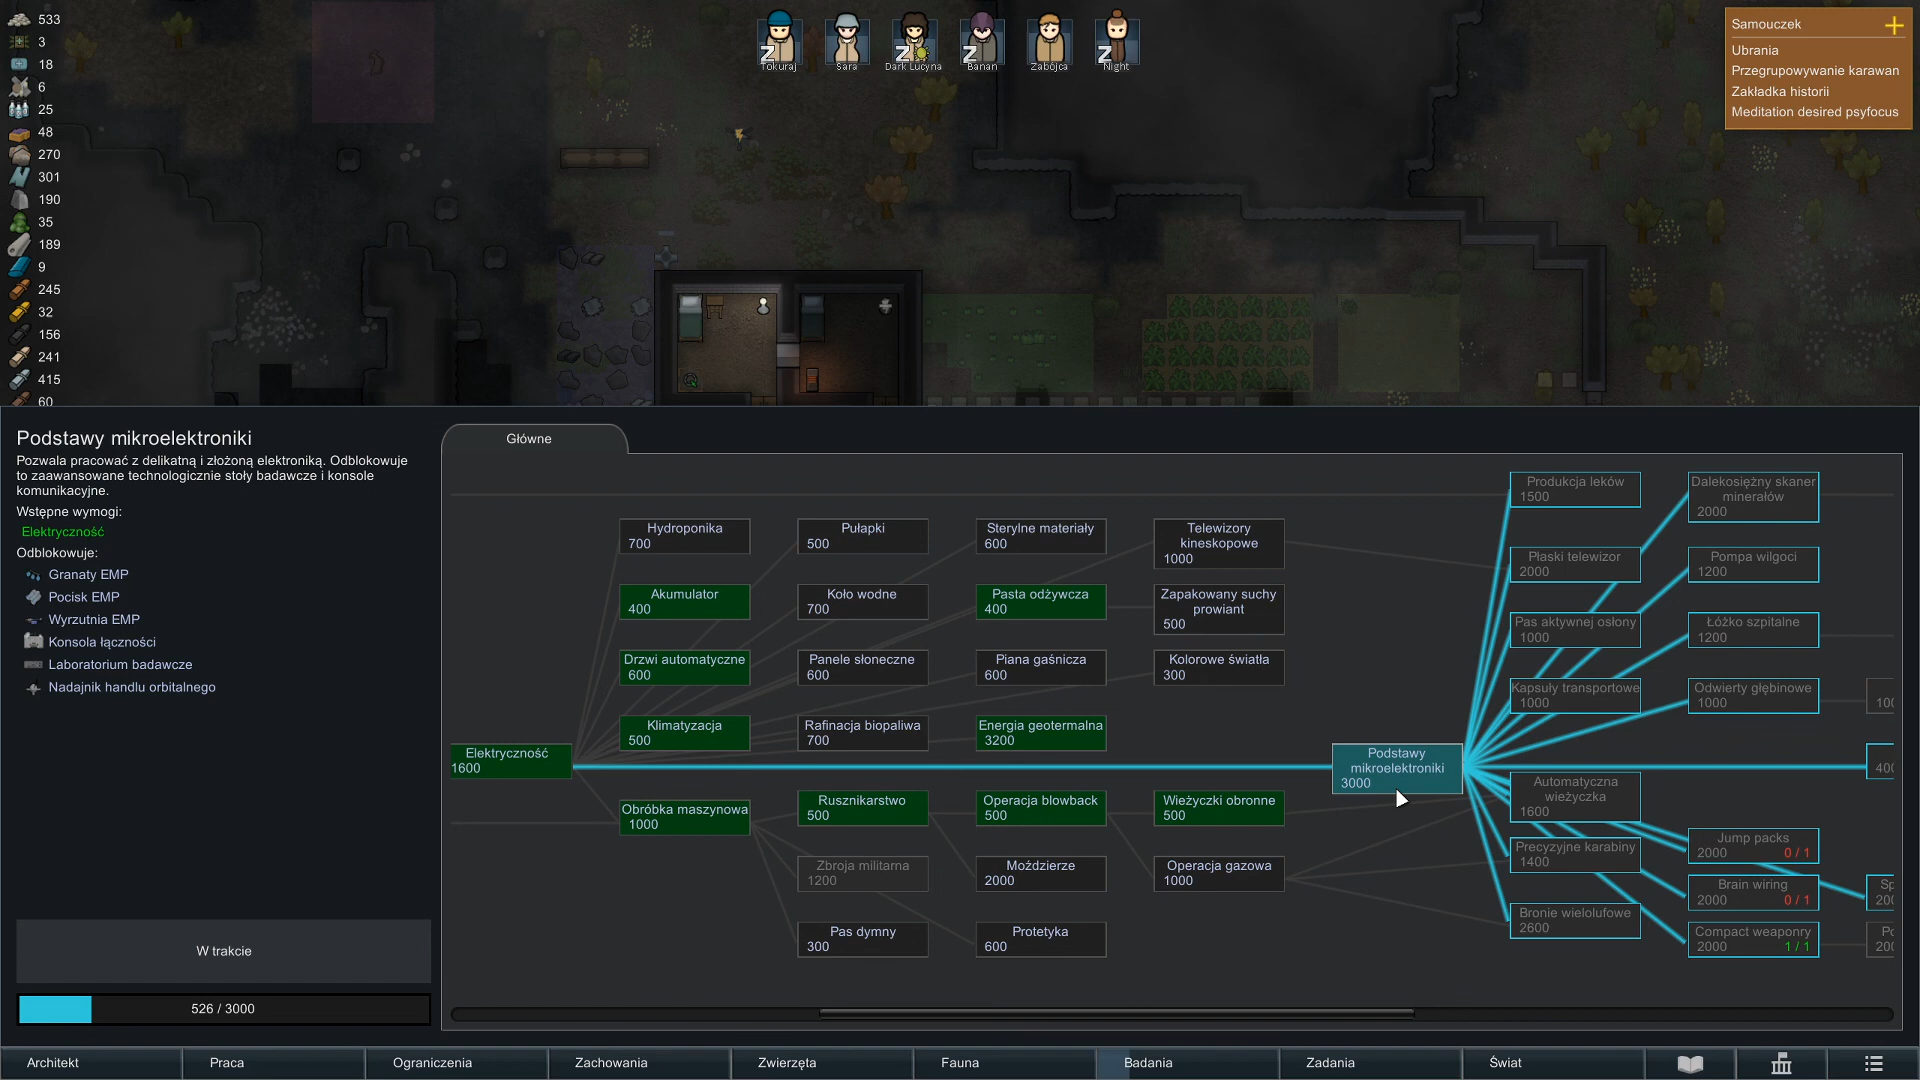 533
3
18
6
25
48
270
301
190
35
189
9
245
32
156
241
415
60
Tokuraj
Sara
Dark Lucyna
Banan
Zabójca
Night
Samouczek
Ubrania
Przegrupowywanie karawan
Zakładka historii
Meditation desired psyfocus
Podstawy mikroelektroniki
Pozwala pracować z delikatną i złożoną elektroniką. Odblokowuje
to zaawansowane technologicznie stoły badawcze i konsole
komunikacyjne.
Wstępne wymogi:
Elektryczność
Odblokowuje:
Granaty EMP
Pocisk EMP
Wyrzutnia EMP
Konsola łączności
Laboratorium badawcze
Nadajnik handlu orbitalnego
W trakcie
526 / 3000
Główne
Elektryczność
1600
Hydroponika
700
Akumulator
400
Drzwi automatyczne
600
Klimatyzacja
500
Obróbka maszynowa
1000
Pułapki
500
Koło wodne
700
Panele słoneczne
600
Rafinacja biopaliwa
700
Rusznikarstwo
500
Zbroja militarna
1200
Pas dymny
300
Sterylne materiały
600
Pasta odżywcza
400
Piana gaśnicza
600
Energia geotermalna
3200
Operacja blowback
500
Moździerze
2000
Protetyka
600
Telewizory
kineskopowe
1000
Zapakowany suchy
prowiant
500
Kolorowe światła
300
Wieżyczki obronne
500
Operacja gazowa
1000
Podstawy
mikroelektroniki
3000
Produkcja leków
1500
Płaski telewizor
2000
Pas aktywnej osłony
1000
Kapsuły transportowe
1000
Automatyczna
wieżyczka
1600
Precyzyjne karabiny
1400
Bronie wielolufowe
2600
Dalekosiężny skaner
minerałów
2000
Pompa wilgoci
1200
Łóżko szpitalne
1200
Odwierty głębinowe
1000
Jump packs
2000 0 / 1
Brain wiring
2000 0 / 1
Compact weaponry
2000 1 / 1
100
400
Sp
200
Po
200
Architekt
Praca
Ograniczenia
Zachowania
Zwierzęta
Fauna
Badania
Zadania
Świat